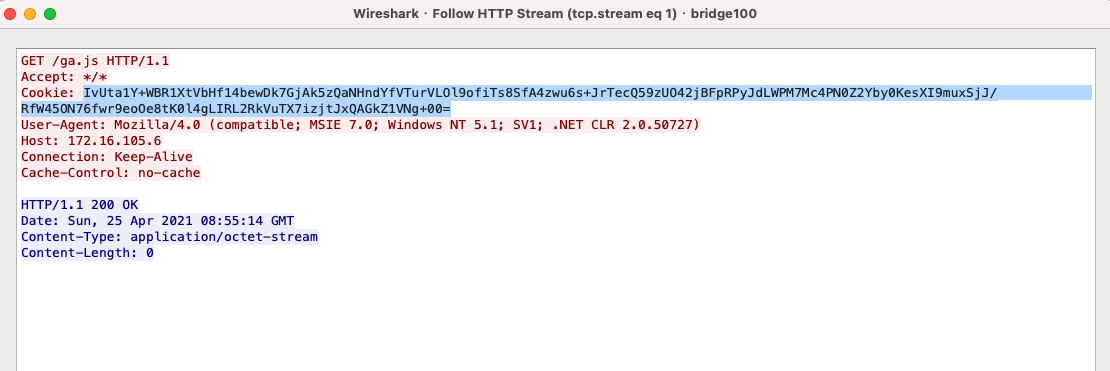 Wireshark · Follow HTTP Stream (tcp.stream eq 1) · bridge100
GET /ga.js HTTP/1.1
Accept: */*
Cookie: IvUta1Y+WBR1XtVbHf14bewDk7GjAk5zQaNHndYfVTurVLOl9ofiTs8SfA4zwu6s+JrTecQ59zUO42jBFpRPyJdLWPM7Mc4PN0Z2Yby0KesXI9muxSjJ/
RfW45ON76fwr9eoOe8tK0l4gLIRL2RkVuTX7izjtJxQAGkZ1VNg+00=
User-Agent: Mozilla/4.0 (compatible; MSIE 7.0; Windows NT 5.1; SV1; .NET CLR 2.0.50727)
Host: 172.16.105.6
Connection: Keep-Alive
Cache-Control: no-cache
HTTP/1.1 200 OK
Date: Sun, 25 Apr 2021 08:55:14 GMT
Content-Type: application/octet-stream
Content-Length: 0